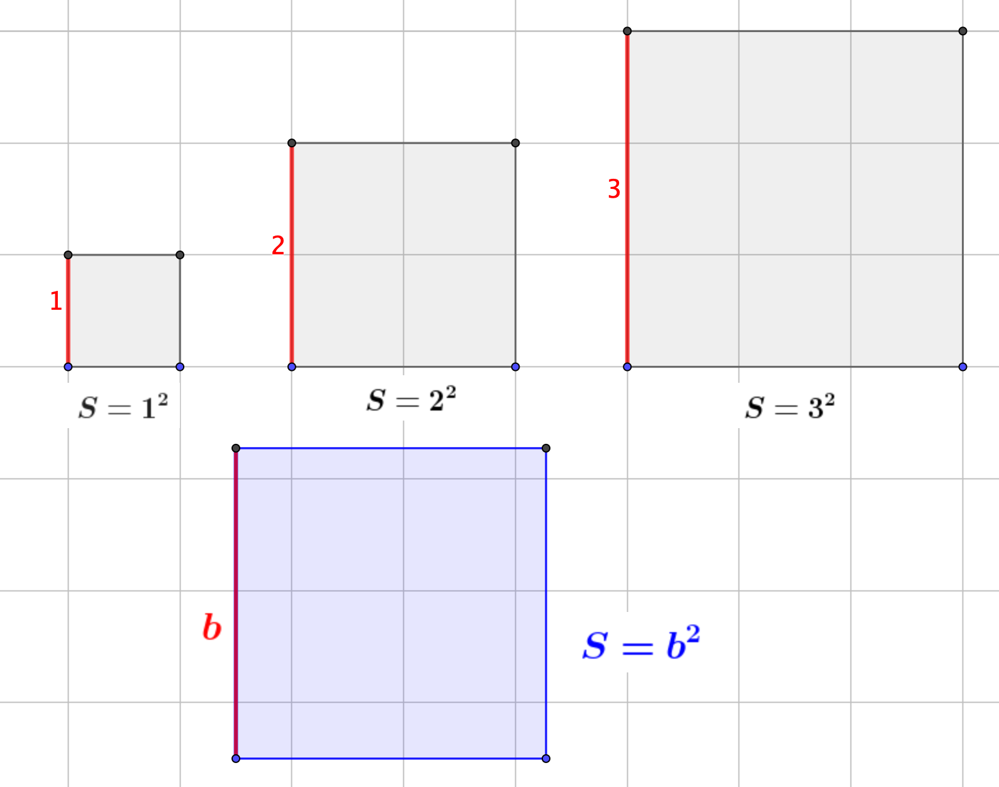 3
2
1
S = 1²
S = 2²
S = 3²
b
S = b²